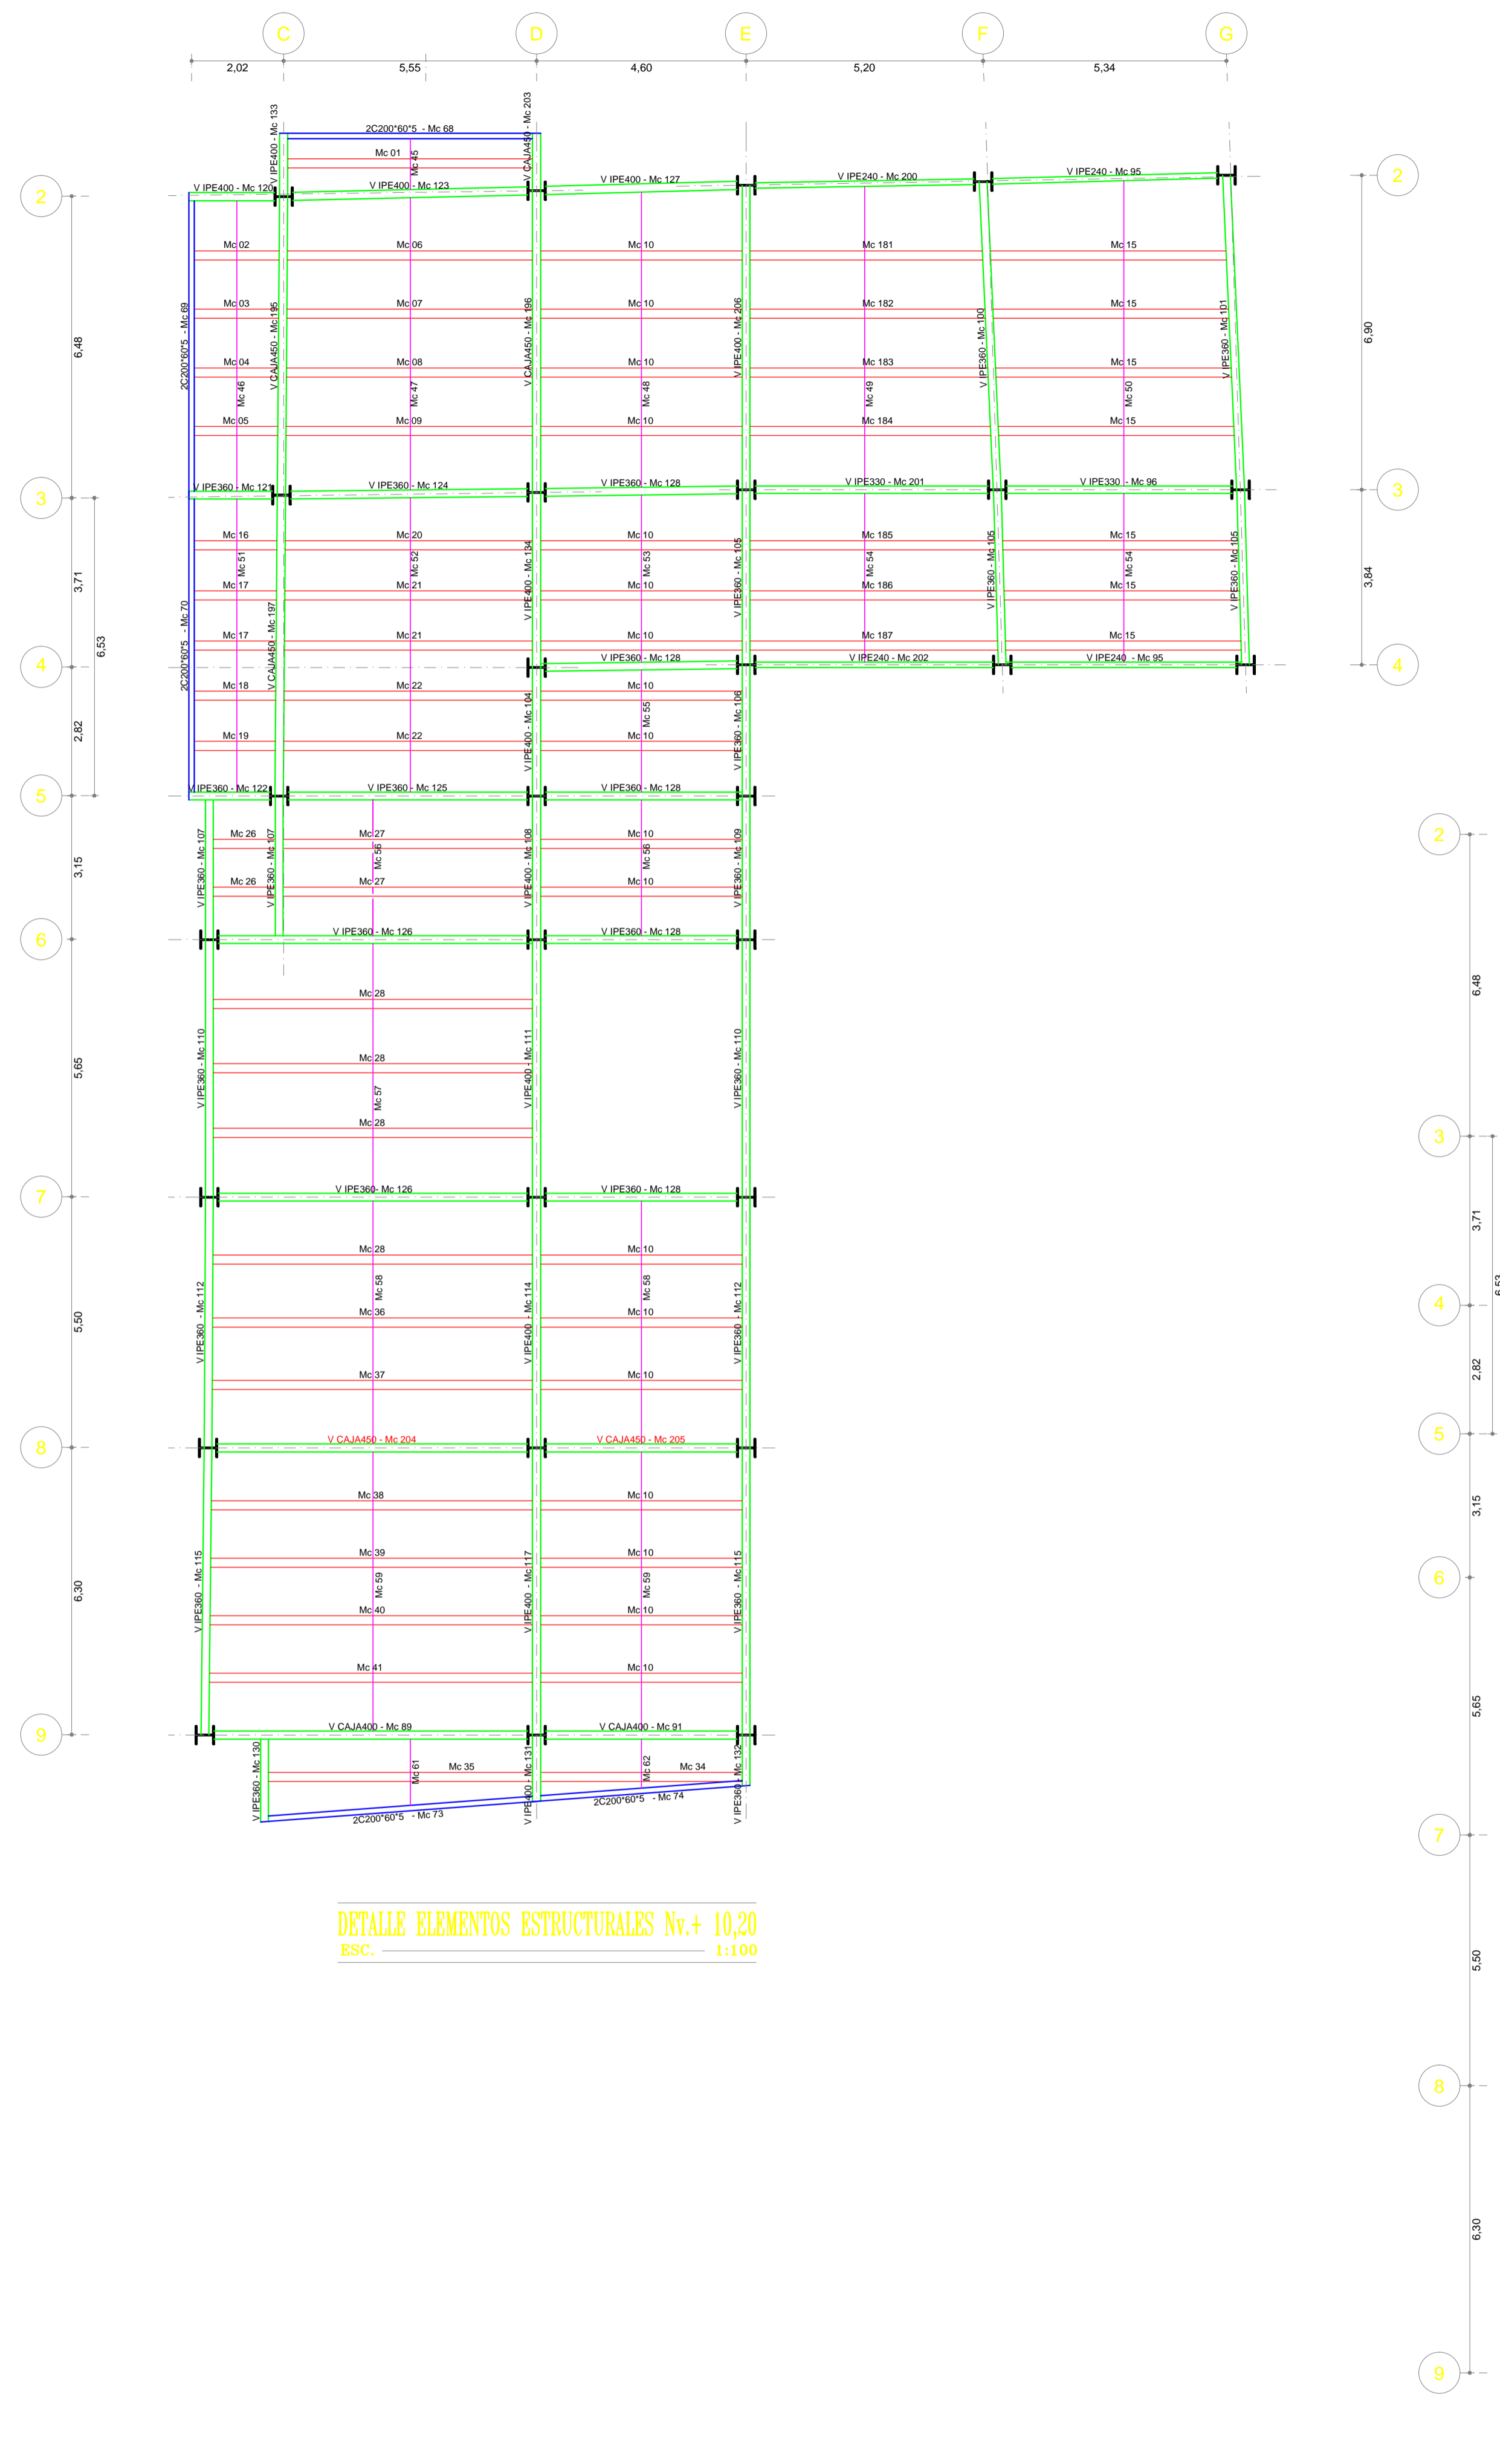 C
D
E
F
G
2,02
5,55
4,60
5,20
5,34
2C200*60*5 - Mc 68
V IPE400 - Mc 133
V CAJA450 - Mc 203
Mc 01
Mc 45
2
V IPE400 - Mc 120
V IPE400 - Mc 123
V IPE400 - Mc 127
V IPE240 - Mc 200
V IPE240 - Mc 95
2
Mc 02
Mc 06
Mc 10
Mc 181
Mc 15
Mc 03
Mc 07
Mc 10
Mc 182
Mc 15
6,48
2C200*60*5 - Mc 69
V CAJA450 - Mc 195
V CAJA450 - Mc 196
V IPE400 - Mc 206
V IPE360 - Mc 100
V IPE360 - Mc 101
6,90
Mc 04
Mc 08
Mc 10
Mc 183
Mc 15
Mc 46
Mc 47
Mc 48
Mc 49
Mc 50
Mc 05
Mc 09
Mc 10
Mc 184
Mc 15
3
V IPE360 - Mc 121
V IPE360 - Mc 124
V IPE360 - Mc 128
V IPE330 - Mc 201
V IPE330 - Mc 96
3
Mc 16
Mc 20
Mc 10
Mc 185
Mc 15
3,71
Mc 51
Mc 52
V IPE400 - Mc 134
Mc 53
V IPE360 - Mc 105
Mc 54
V IPE360 - Mc 105
Mc 54
V IPE360 - Mc 105
3,84
Mc 17
Mc 21
Mc 10
Mc 186
Mc 15
6,53
2C200*60*5 - Mc 70
V CAJA450 - Mc 197
Mc 17
Mc 21
Mc 10
Mc 187
Mc 15
4
V IPE360 - Mc 128
V IPE240 - Mc 202
V IPE240 - Mc 95
4
Mc 18
Mc 22
Mc 10
2,82
V IPE400 - Mc 104
Mc 55
V IPE360 - Mc 106
Mc 19
Mc 22
Mc 10
5
V IPE360 - Mc 122
V IPE360 - Mc 125
V IPE360 - Mc 128
Mc 26
Mc 27
Mc 10
2
3,15
V IPE360 - Mc 107
V IPE360 - Mc 107
Mc 56
V IPE400 - Mc 108
Mc 56
V IPE360 - Mc 109
Mc 26
Mc 27
Mc 10
6
V IPE360 - Mc 126
V IPE360 - Mc 128
6,48
Mc 28
5,65
V IPE360 - Mc 110
Mc 28
Mc 57
V IPE400 - Mc 111
V IPE360 - Mc 110
Mc 28
3
7
V IPE360- Mc 126
V IPE360 - Mc 128
3,71
Mc 28
Mc 10
6,53
5,50
V IPE360 - Mc 112
Mc 58
V IPE400 - Mc 114
Mc 58
V IPE360 - Mc 112
4
Mc 36
Mc 10
Mc 37
Mc 10
2,82
8
V CAJA450 - Mc 204
V CAJA450 - Mc 205
5
Mc 38
Mc 10
3,15
Mc 39
Mc 10
6
6,30
V IPE360 - Mc 115
Mc 59
V IPE400 - Mc 117
Mc 59
V IPE360 - Mc 115
Mc 40
Mc 10
Mc 41
Mc 10
5,65
9
V CAJA400 - Mc 89
V CAJA400 - Mc 91
V IPE360 - Mc 130
Mc 61
Mc 35
V IPE400 - Mc 131
Mc 62
Mc 34
V IPE360 - Mc 132
2C200*60*5 - Mc 73
2C200*60*5 - Mc 74
7
DETALLE ELEMENTOS ESTRUCTURALES Nv.+ 10,20
ESC. 1:100
5,50
8
6,30
9